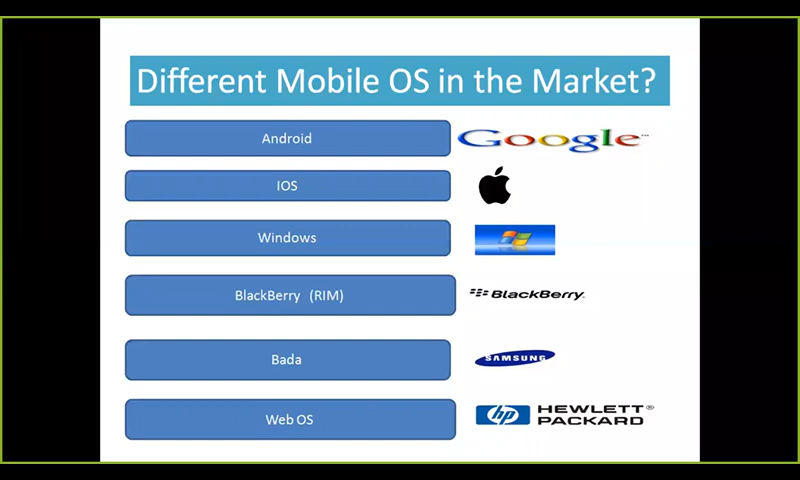 Different Mobile OS in the Market?
Android
Google™
IOS
Windows
BlackBerry (RIM)
BlackBerry
Bada
SAMSUNG
Web OS
hp HEWLETT®
PACKARD